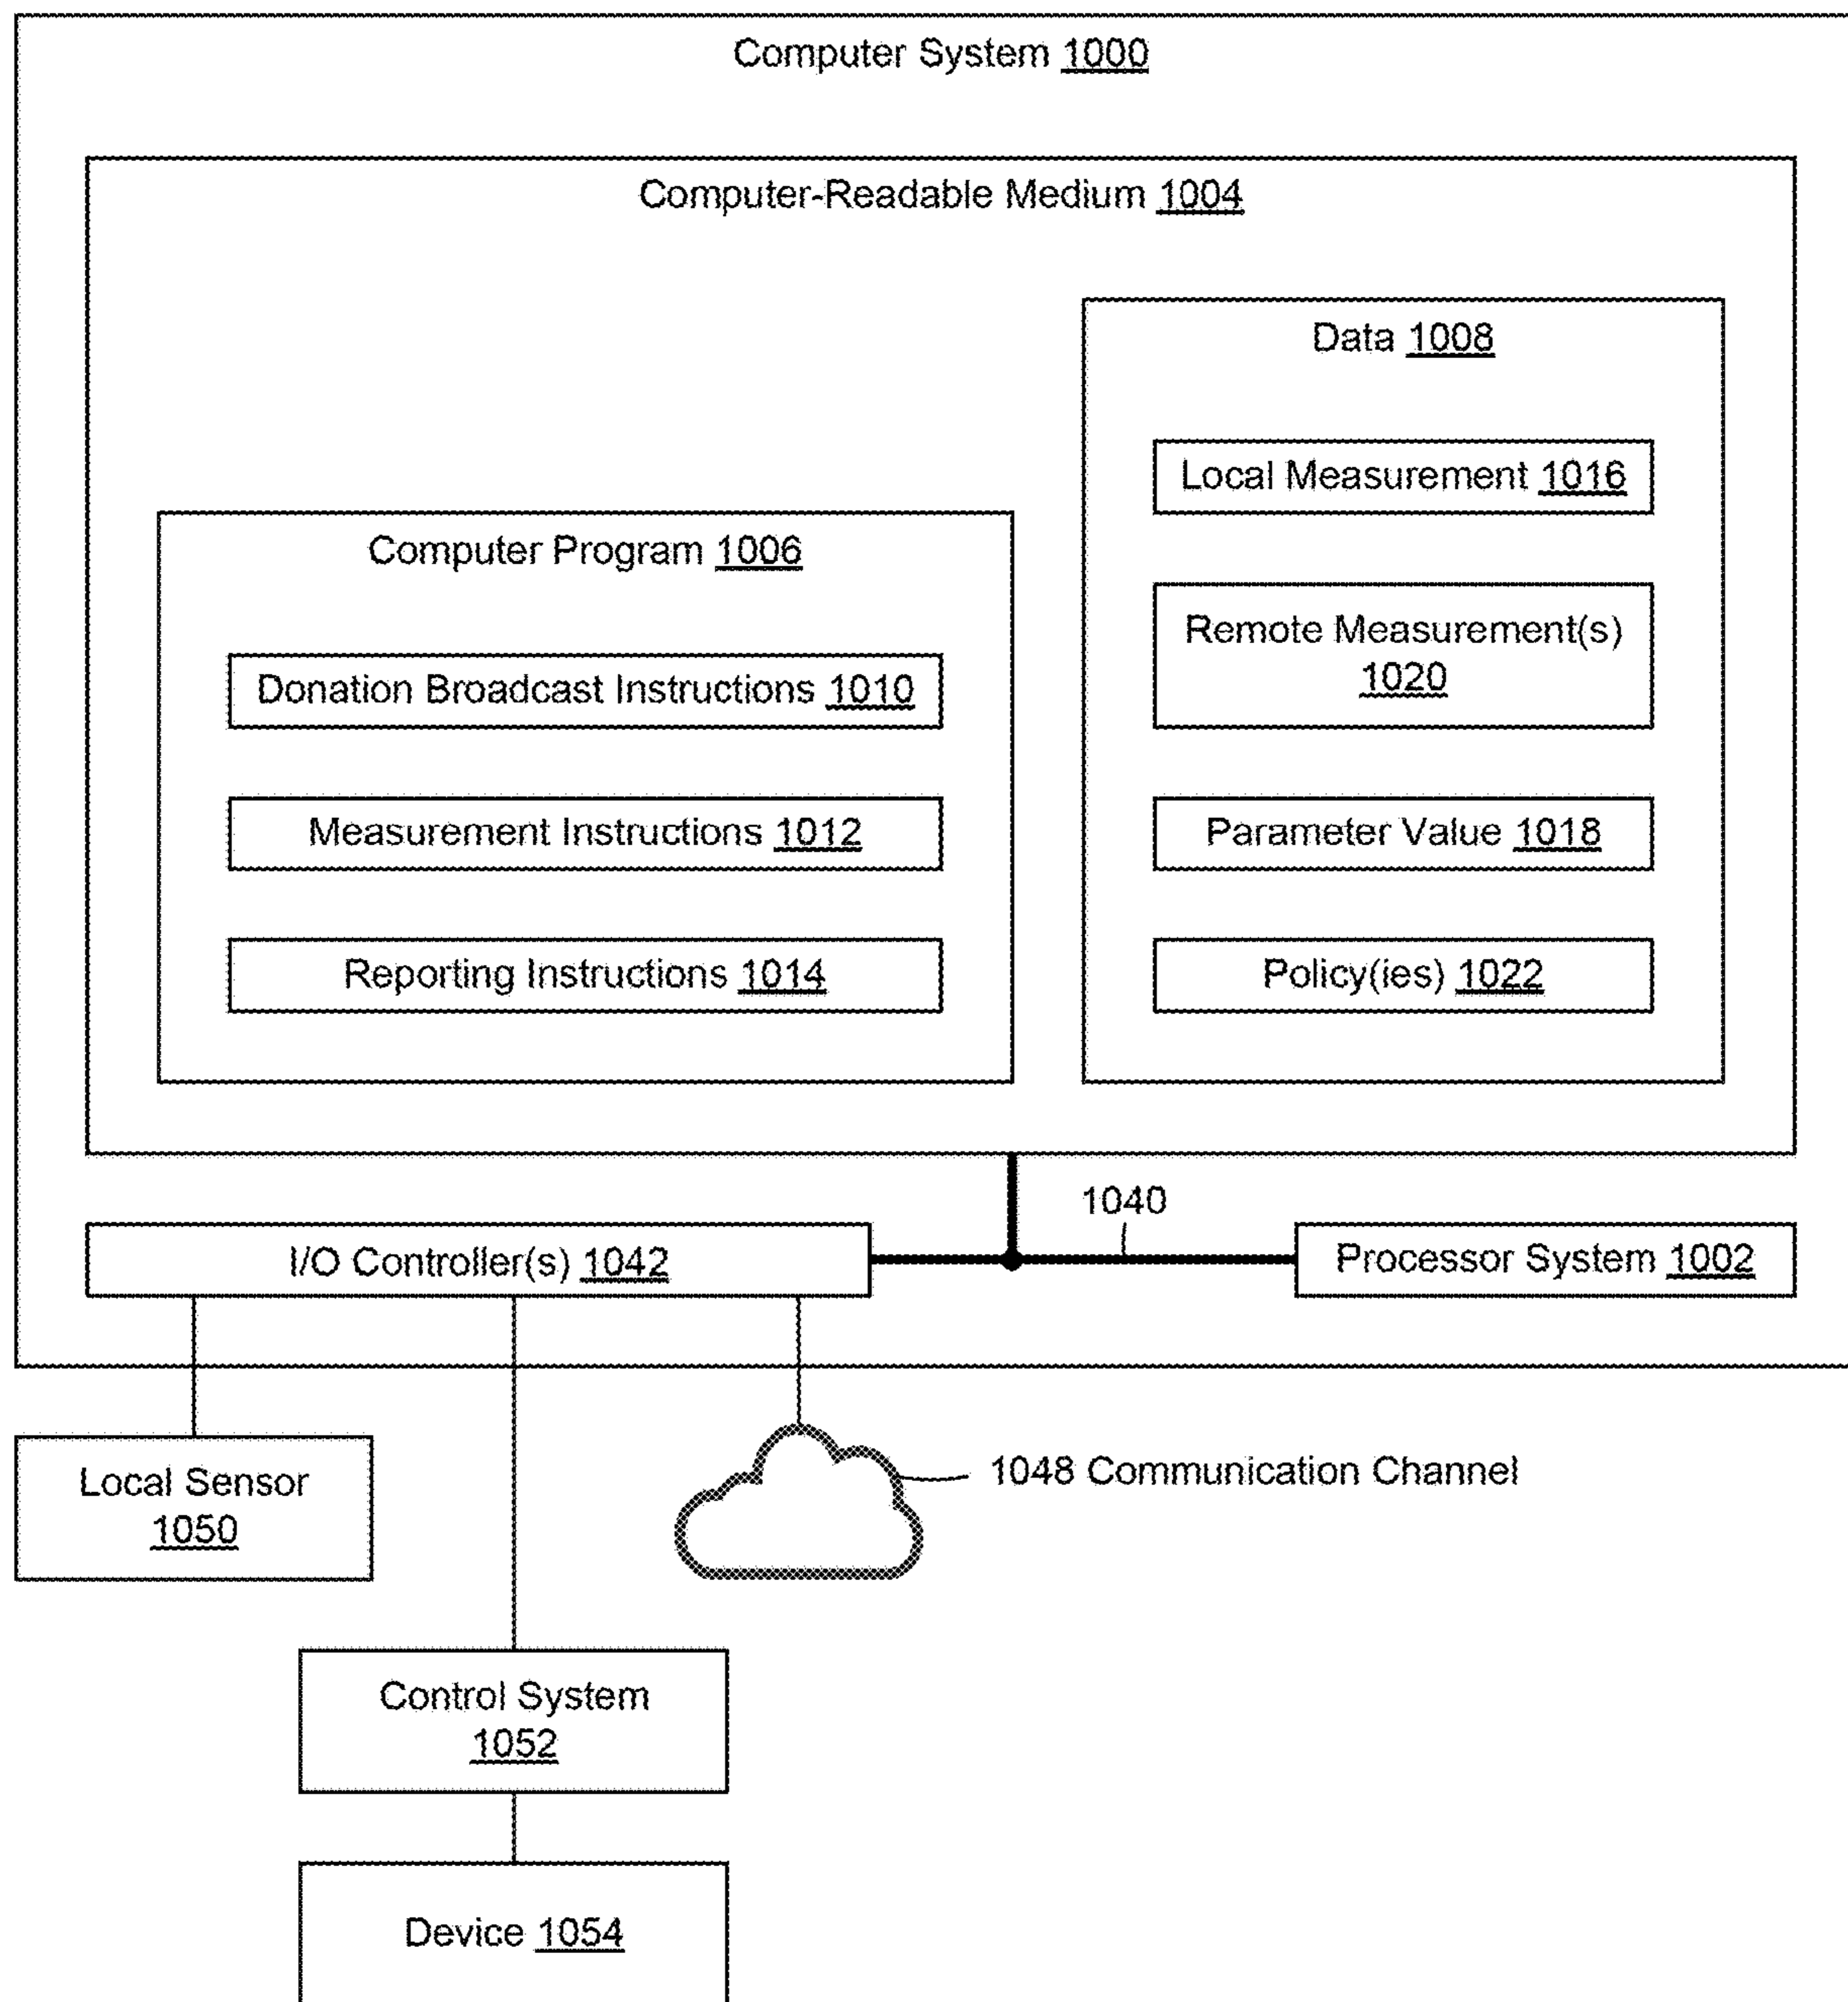 Computer System 1000
Computer-Readable Medium 1004
Data 1008
Local Measurement 1016
Remote Measurement(s)
1020
Parameter Value 1018
Policy(ies) 1022
Computer Program 1006
Donation Broadcast Instructions 1010
Measurement Instructions 1012
Reporting Instructions 1014
1040
I/O Controller(s) 1042
Processor System 1002
Local Sensor
1050
1048 Communication Channel
Control System
1052
Device 1054